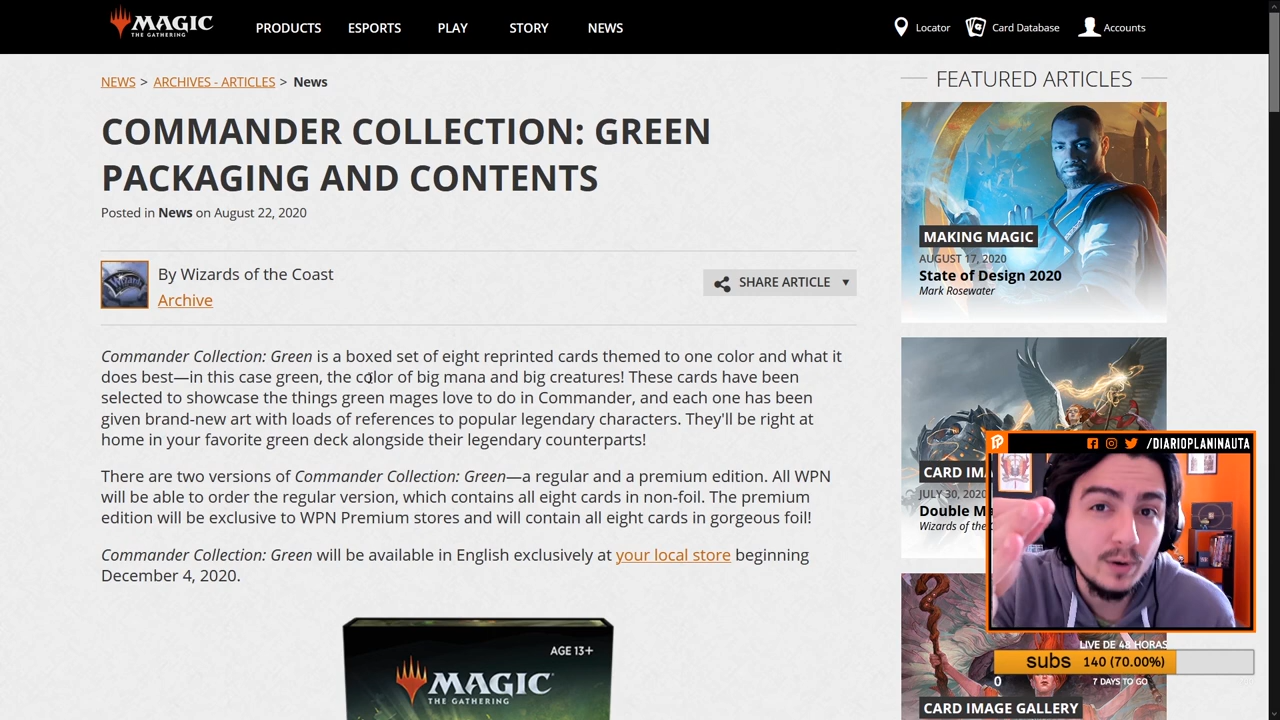 MAGIC
THE GATHERING
PRODUCTS ESPORTS PLAY STORY NEWS
Locator Card Database Accounts
NEWS > ARCHIVES - ARTICLES > News
COMMANDER COLLECTION: GREEN
PACKAGING AND CONTENTS
Posted in News on August 22, 2020
By Wizards of the Coast
Archive
SHARE ARTICLE
Commander Collection: Green is a boxed set of eight reprinted cards themed to one color and what it
does best—in this case green, the color of big mana and big creatures! These cards have been
selected to showcase the things green mages love to do in Commander, and each one has been
given brand-new art with loads of references to popular legendary characters. They'll be right at
home in your favorite green deck alongside their legendary counterparts!
There are two versions of Commander Collection: Green—a regular and a premium edition. All WPN
will be able to order the regular version, which contains all eight cards in non-foil. The premium
edition will be exclusive to WPN Premium stores and will contain all eight cards in gorgeous foil!
Commander Collection: Green will be available in English exclusively at your local store beginning
December 4, 2020.
AGE 13+
MAGIC
THE GATHERING
FEATURED ARTICLES
MAKING MAGIC
AUGUST 17, 2020
State of Design 2020
Mark Rosewater
CARD IM
JULY 30, 2020
Double M
Wizards of the
/DIARIOPLANINAUTA
LIVE DE 48 HORAS
subs 140 (70.00%)
0
7 DAYS TO GO
CARD IMAGE GALLERY